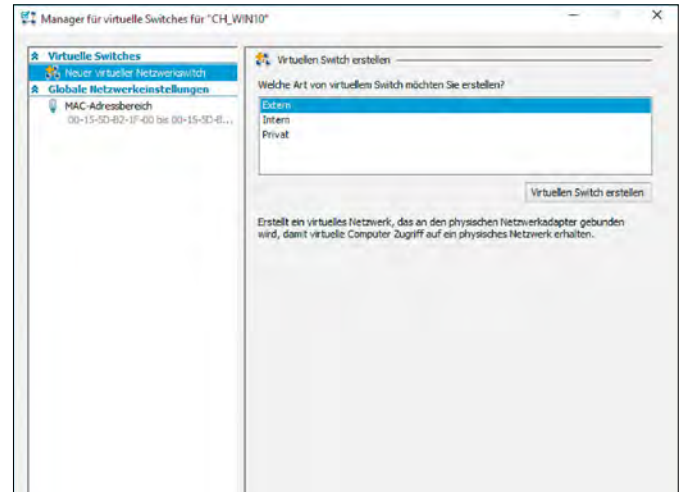 Manager für virtuelle Switches für "CH_WIN10"
Virtuelle Switches
Neuer virtueller Netzwerkswitch
Globale Netzwerkeinstellungen
MAC-Adressbereich
00-15-5D-B2-1F-00 bis 00-15-5D-B...
Virtuellen Switch erstellen
Welche Art von virtuellem Switch möchten Sie erstellen?
Extern
Intern
Privat
Virtuellen Switch erstellen
Erstellt ein virtuelles Netzwerk, das an den physischen Netzwerkadapter gebunden
wird, damit virtuelle Computer Zugriff auf ein physisches Netzwerk erhalten.